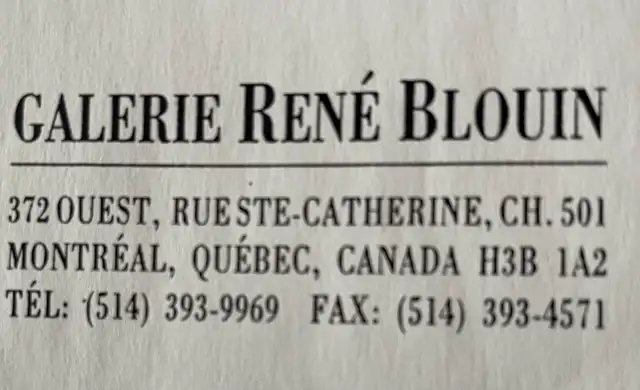 GALERIE RENÉ BLOUIN
372 OUEST, RUE STE-CATHERINE, CH. 501
MONTRÉAL, QUÉBEC, CANADA H3B 1A2
TÉL: (514) 393-9969 FAX: (514) 393-4571